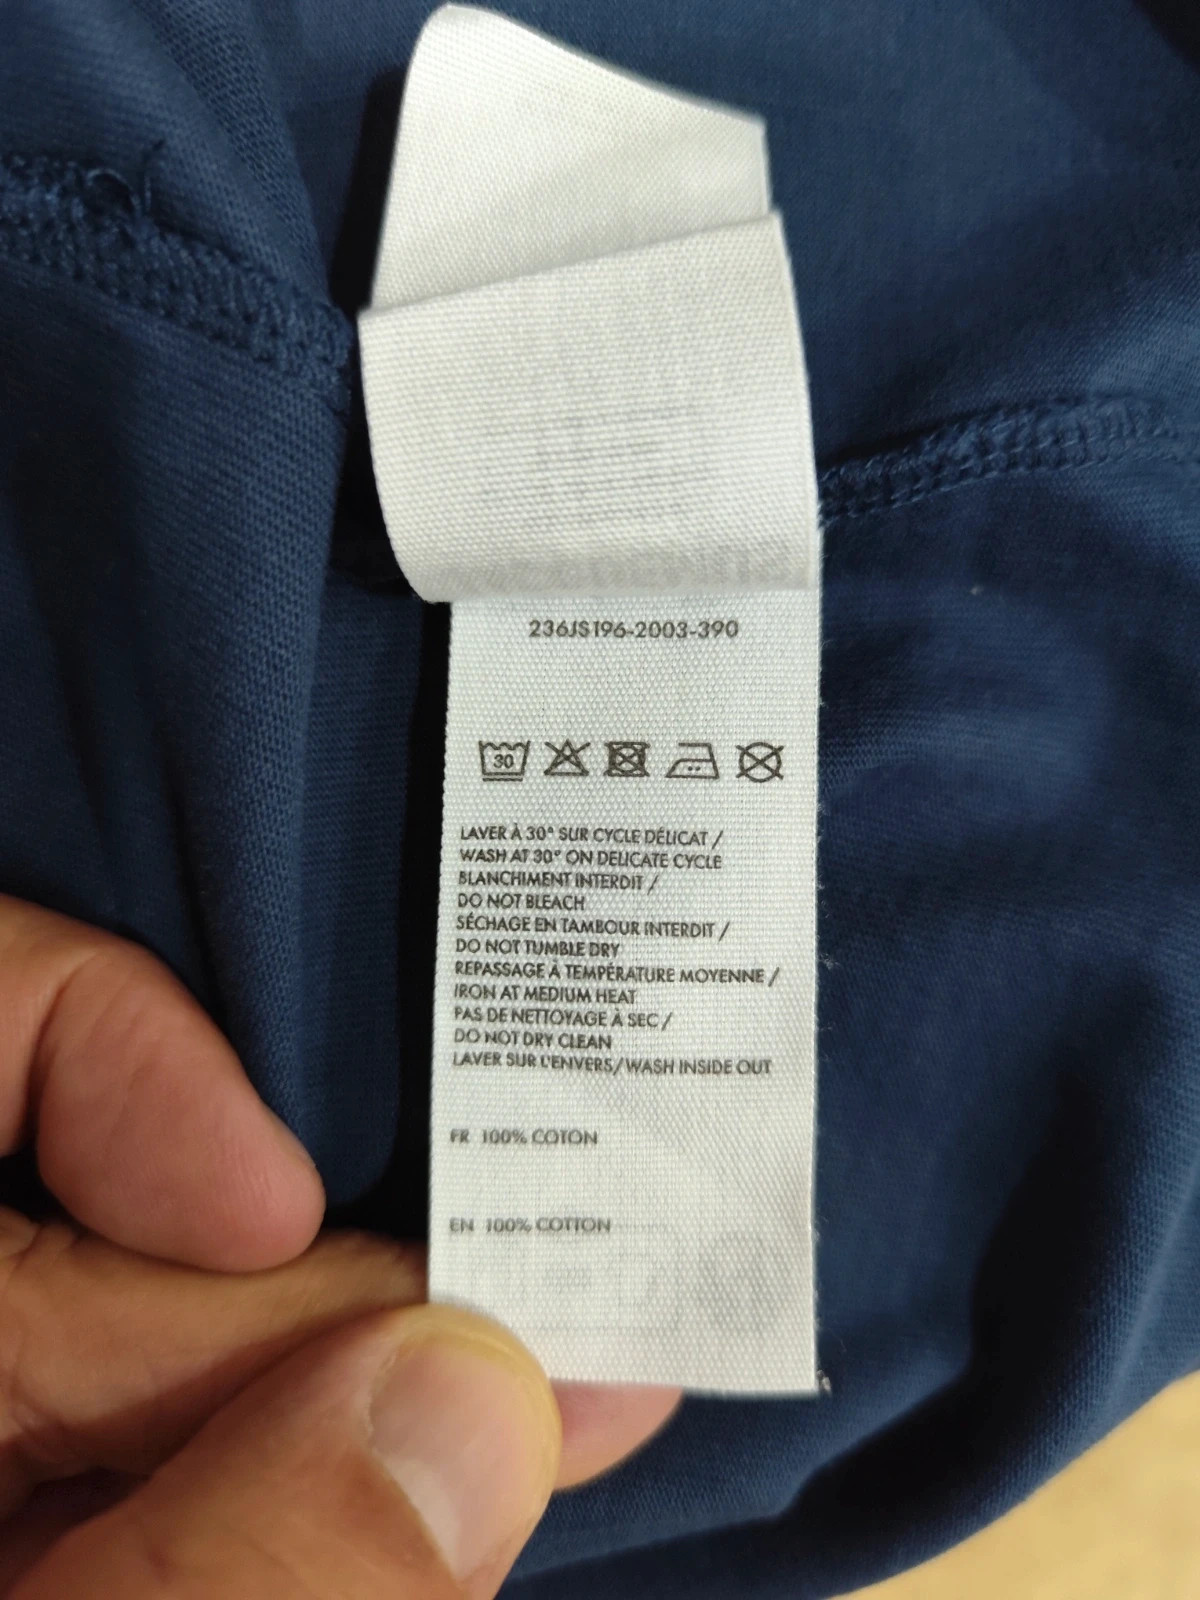 236JS196-2003-390
30
LAVER À 30° SUR CYCLE DÉLICAT /
WASH AT 30° ON DELICATE CYCLE
BLANCHIMENT INTERDIT /
DO NOT BLEACH
SÉCHAGE EN TAMBOUR INTERDIT /
DO NOT TUMBLE DRY
REPASSAGE À TEMPÉRATURE MOYENNE /
IRON AT MEDIUM HEAT
PAS DE NETTOYAGE À SEC /
DO NOT DRY CLEAN
LAVER SUR L'ENVERS/WASH INSIDE OUT
FR 100% COTON
EN 100% COTTON